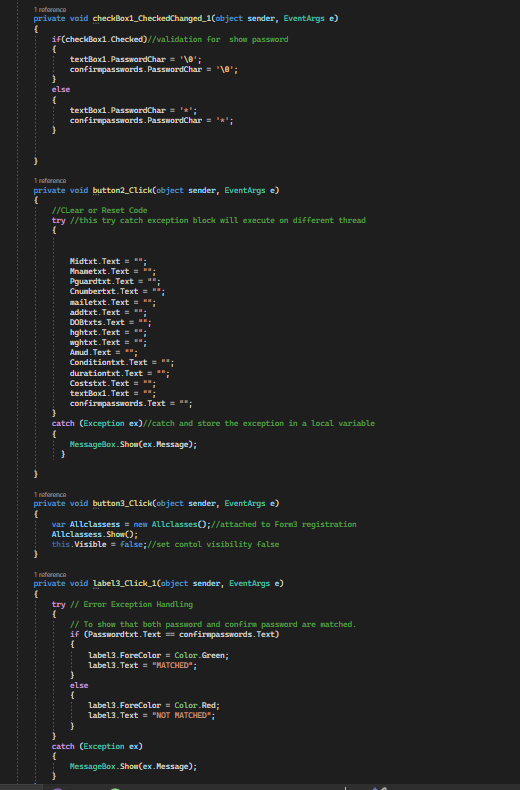 1 reference
private void checkBox1_CheckedChanged_1(object sender, EventArgs e)
{
if(checkBox1.Checked)//validation for  show password
{
textBox1.PasswordChar = '\0';
confirmpasswords.PasswordChar = '\0';
}
else
{
textBox1.PasswordChar = '*';
confirmpasswords.PasswordChar = '*';
}
}
1 reference
private void button2_Click(object sender, EventArgs e)
{
//CLear or Reset Code
try //this try catch exception block will execute on different thread
{
Midtxt.Text = "";
Mnametxt.Text = "";
Pguardtxt.Text = "";
Cnumbertxt.Text = "";
mailetxt.Text = "";
addtxt.Text = "";
DOBtxts.Text = "";
hghtxt.Text = "";
wghtxt.Text = "";
Amud.Text = "";
Conditiontxt.Text = "";
durationtxt.Text = "";
Coststxt.Text = "";
textBox1.Text = "";
confirmpasswords.Text = "";
}
catch (Exception ex)//catch and store the exception in a local variable
{
MessageBox.Show(ex.Message);
}
}
1 reference
private void button3_Click(object sender, EventArgs e)
{
var Allclassess = new Allclasses();//attached to Form3 registration
Allclassess.Show();
this.Visible = false;//set contol visibility false
}
1 reference
private void label3_Click_1(object sender, EventArgs e)
{
try // Error Exception Handling
{
// To show that both password and confirm password are matched.
if (Passwordtxt.Text == confirmpasswords.Text)
{
label3.ForeColor = Color.Green;
label3.Text = "MATCHED";
}
else
{
label3.ForeColor = Color.Red;
label3.Text = "NOT MATCHED";
}
}
catch (Exception ex)
{
MessageBox.Show(ex.Message);
}